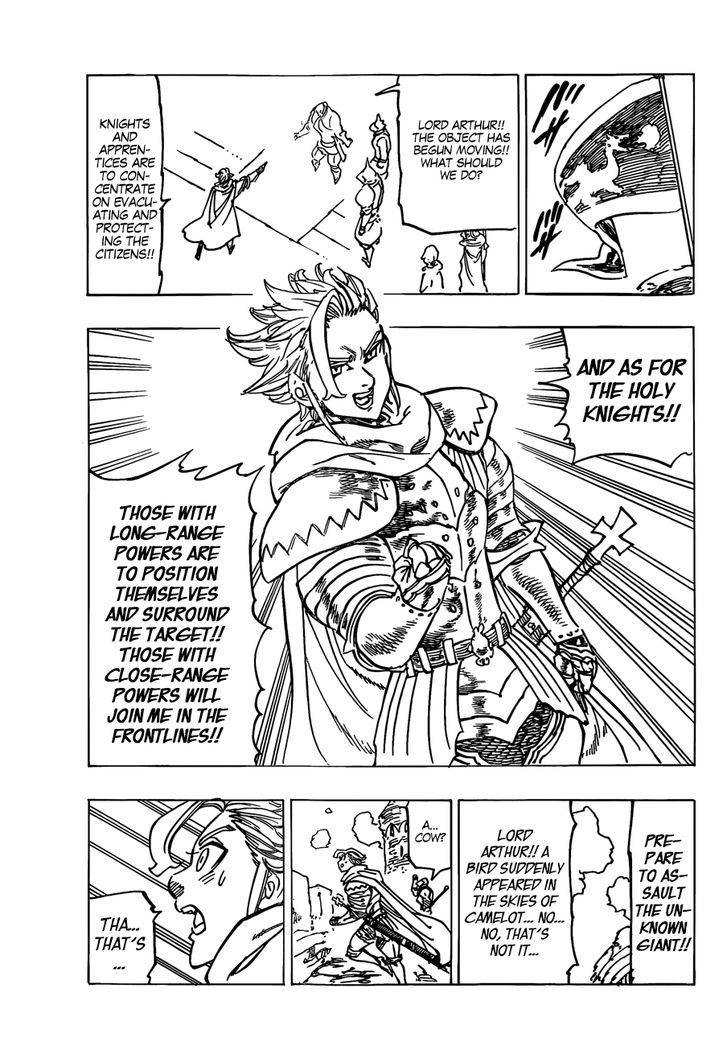 LORD ARTHUR!!
THE OBJECT HAS
BEGUN MOVING!!
WHAT SHOULD
WE DO?
KNIGHTS
AND
APPREN-
TICES ARE
TO CON-
CENTRATE
ON EVACU-
ATING AND
PROTECT-
ING THE
CITIZENS!!
AND AS FOR
THE HOLY
KNIGHTS!!
THOSE WITH
LONG-RANGE
POWERS ARE
TO POSITION
THEMSELVES
AND SURROUND
THE TARGET!!
THOSE WITH
CLOSE-RANGE
POWERS WILL
JOIN ME IN THE
FRONTLINES!!
PRE-
PARE
TO AS-
SAULT
THE UN-
KNOWN
GIANT!!
LORD
ARTHUR!! A
BIRD SUDDENLY
APPEARED
IN THE
SKIES OF
CAMELOT... NO...
NO, THAT'S
NOT IT...
A...
COW?
THA...
THAT'S
...